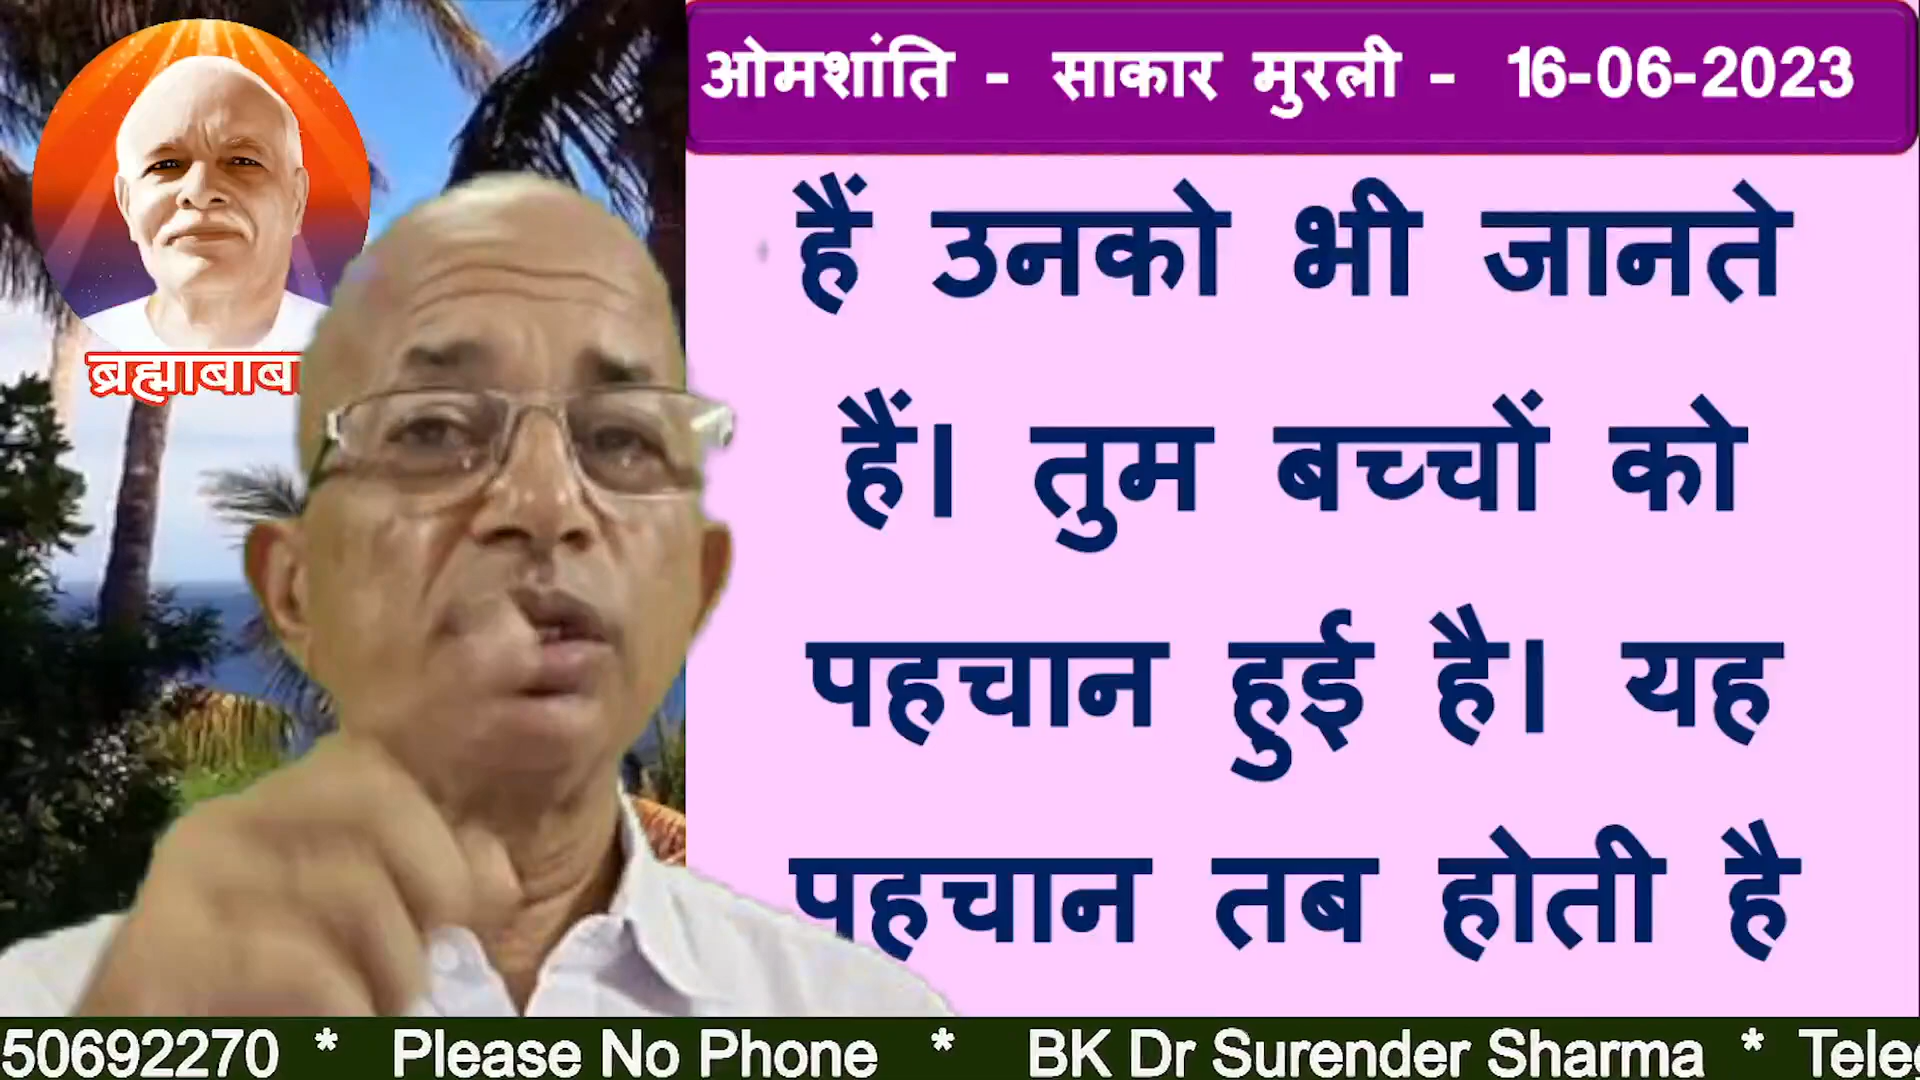 ओमशांति - साकार मुरली - 16-06-2023
ब्रह्माबाब
हैं उनको भी जानते
हैं। तुम बच्चों को
पहचान हुई है। यह
पहचान तब होती है
50692270 * Please No Phone * BK Dr Surender Sharma * Tele